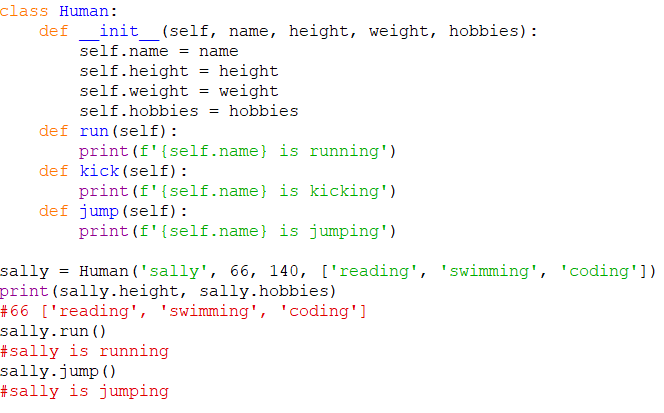 class Human:
    def __init__(self, name, height, weight, hobbies):
        self.name = name
        self.height = height
        self.weight = weight
        self.hobbies = hobbies
    def run(self):
        print(f'{self.name} is running')
    def kick(self):
        print(f'{self.name} is kicking')
    def jump(self):
        print(f'{self.name} is jumping')

sally = Human('sally', 66, 140, ['reading', 'swimming', 'coding'])
print(sally.height, sally.hobbies)
#66 ['reading', 'swimming', 'coding']
sally.run()
#sally is running
sally.jump()
#sally is jumping